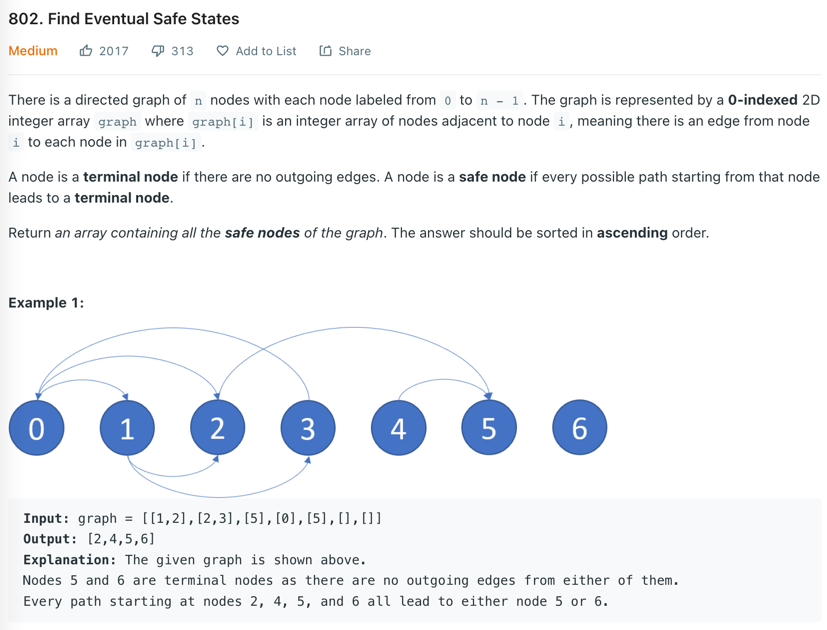 802. Find Eventual Safe States
Medium 2017 313 Add to List Share
There is a directed graph of n nodes with each node labeled from 0 to n - 1. The graph is represented by a 0-indexed 2D
integer array graph where graph[i] is an integer array of nodes adjacent to node i, meaning there is an edge from node
i to each node in graph[i].
A node is a terminal node if there are no outgoing edges. A node is a safe node if every possible path starting from that node
leads to a terminal node.
Return an array containing all the safe nodes of the graph. The answer should be sorted in ascending order.
Example 1:
0 1 2 3 4 5 6
Input: graph = [[1,2],[2,3],[5],[0],[5],[],[]]
Output: [2,4,5,6]
Explanation: The given graph is shown above.
Nodes 5 and 6 are terminal nodes as there are no outgoing edges from either of them.
Every path starting at nodes 2, 4, 5, and 6 all lead to either node 5 or 6.